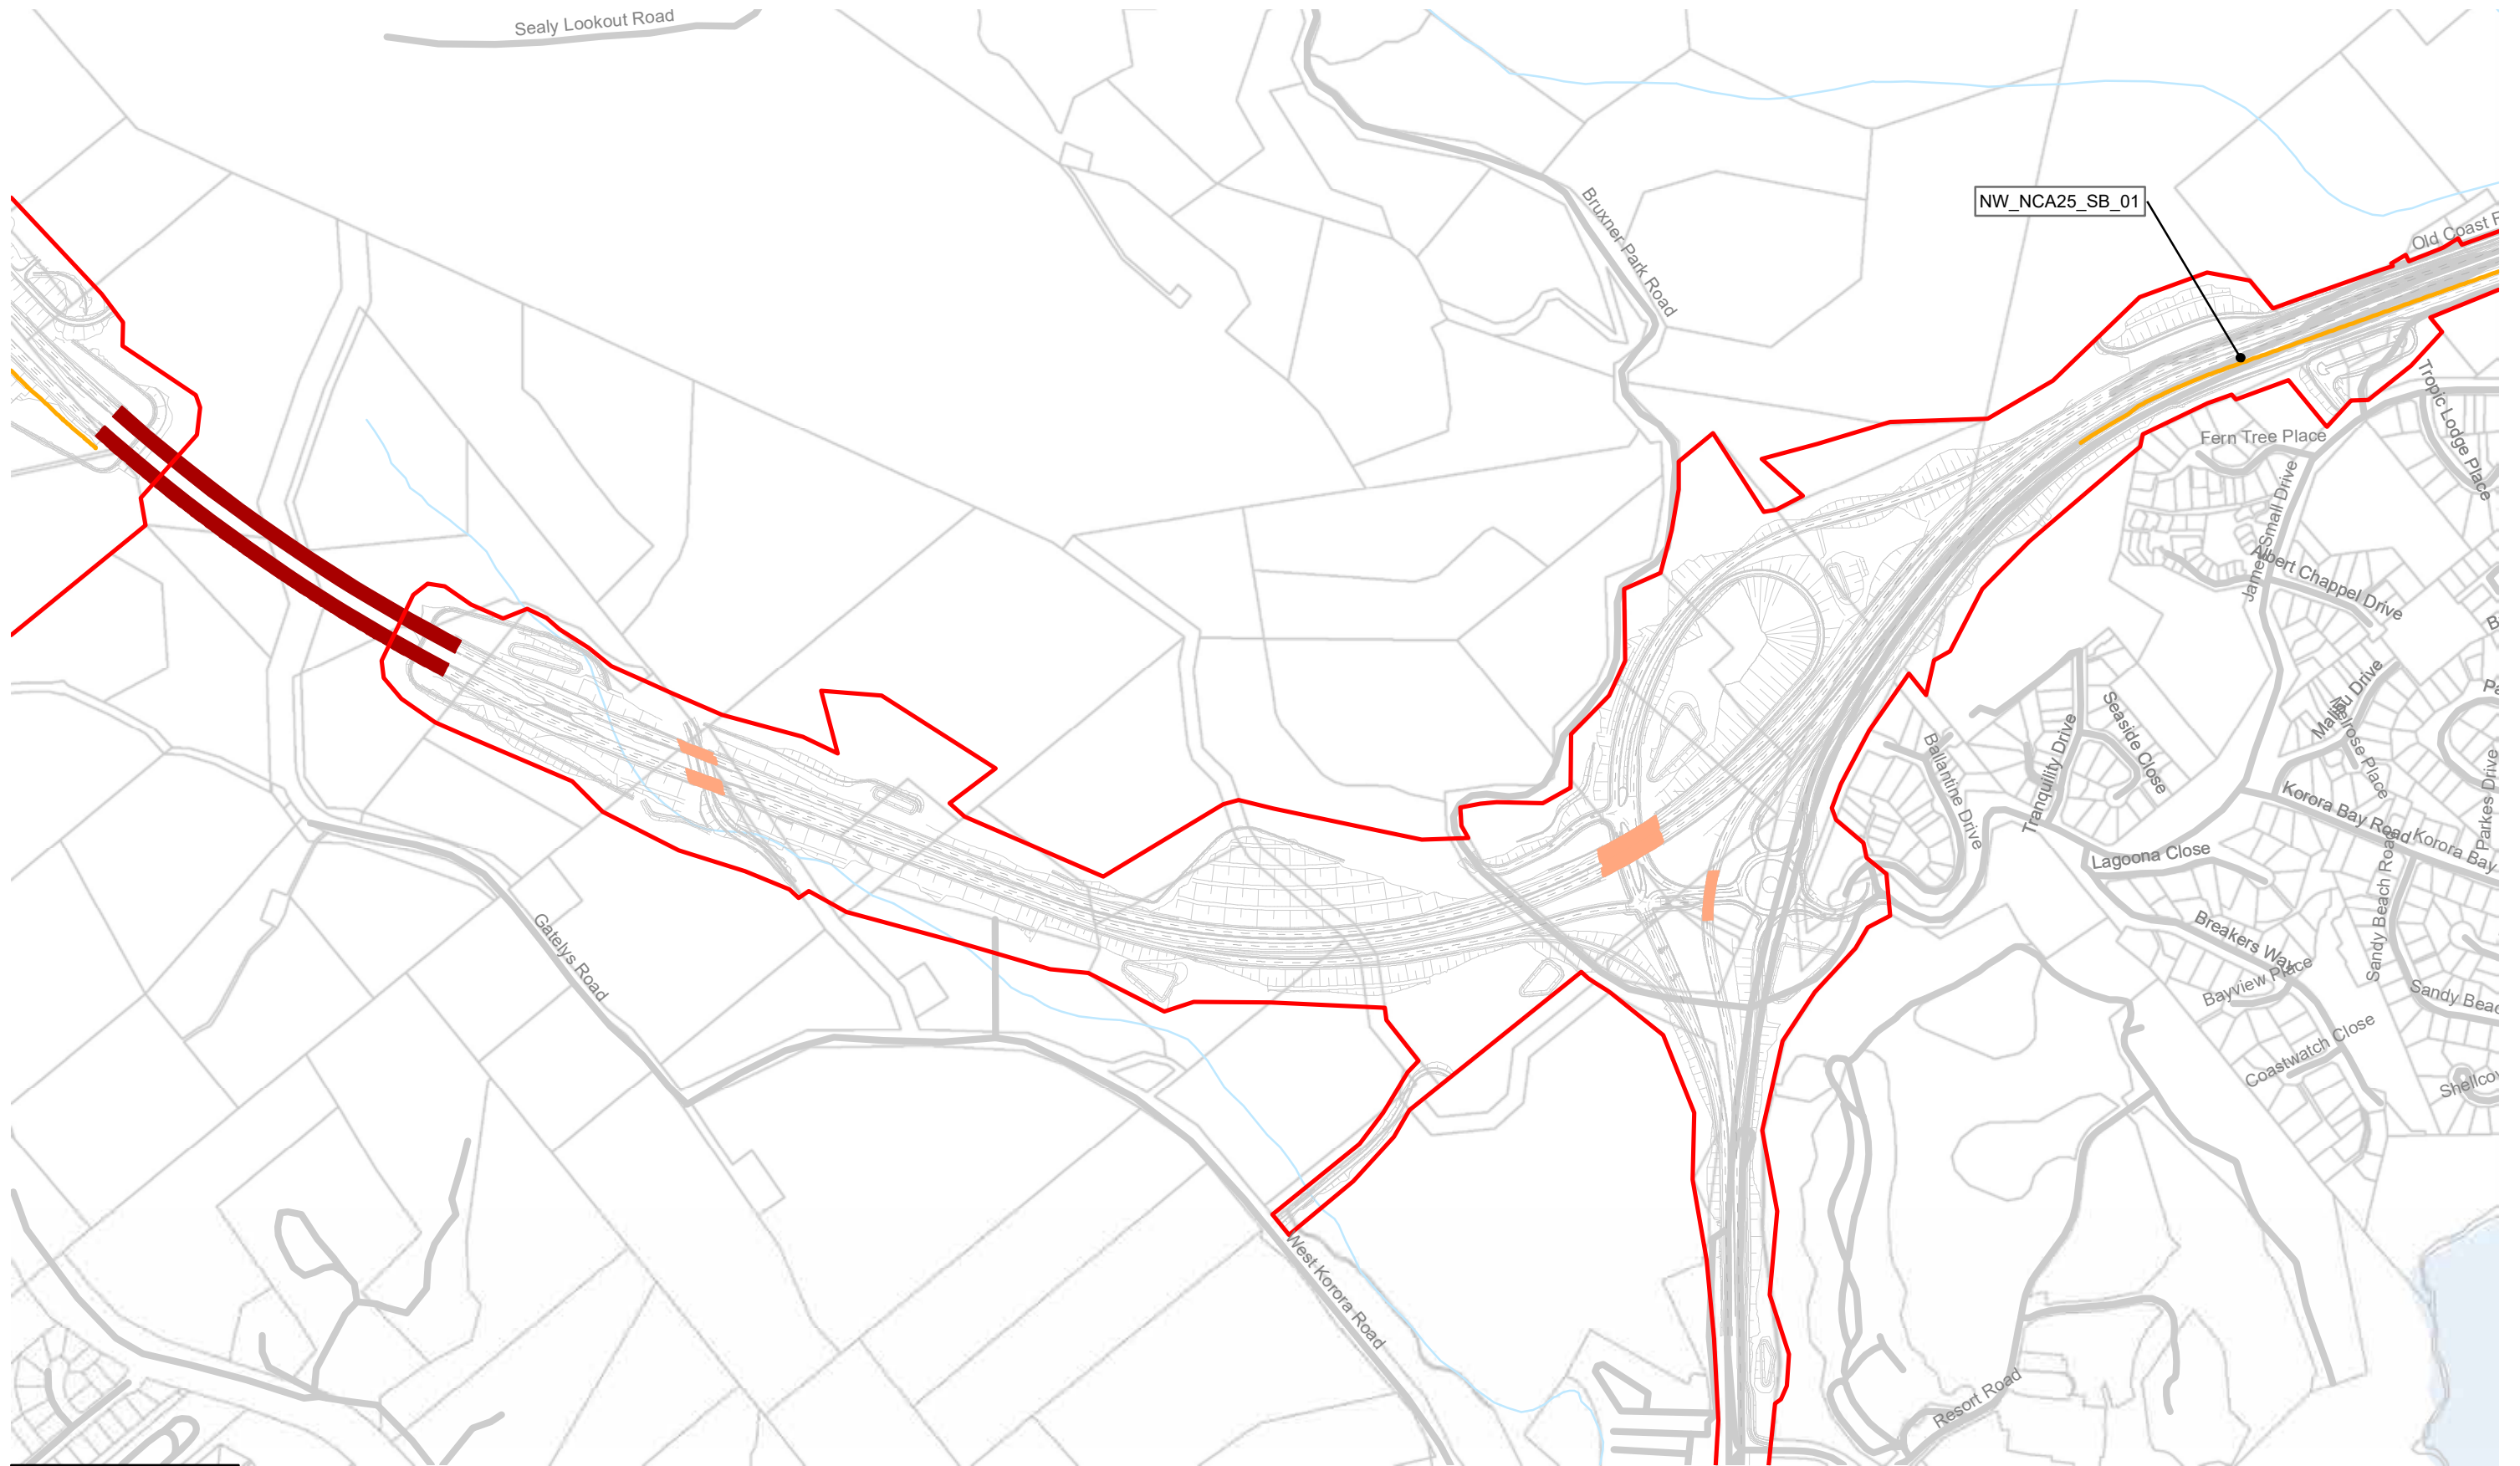 Sealy Lookout Road
Bruxner Park Road
NW_NCA25_SB_01
Old Coast
Tropic Lodge Place
Fern Tree Place
James Small Drive
Albert Chappel Drive
Malibu Drive
Melrose Place
Seaside Close
Tranquility Drive
Ballantine Drive
Parkes Drive
Korora Bay Road
Korora Bay
Lagoona Close
Sandy Beach Road
Breakers Way
Bayview Place
Sandy Beac
Coastwatch Close
Gatelys Road
West Korora Road
Resort Road